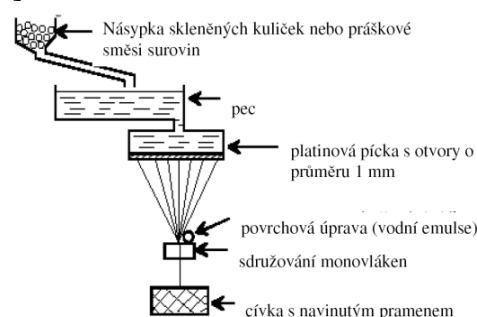 Násypka skleněných kuliček nebo práškové
směsi surovin
pec
platinová pícka s otvory o
průměru 1 mm
povrchová úprava (vodní emulse)
sdružování monovláken
cívka s navinutým pramenem